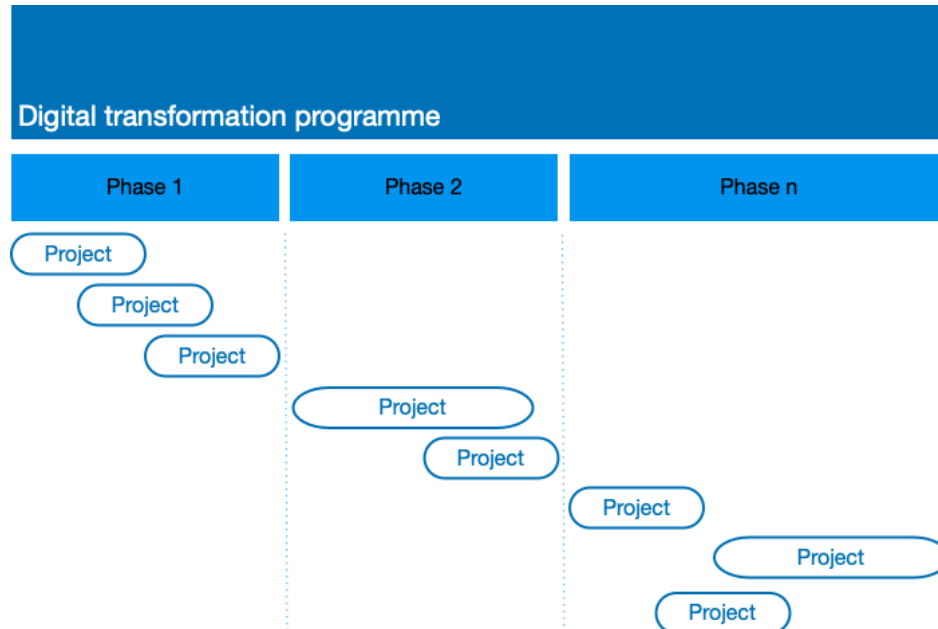 Digital transformation programme
Phase 1
Phase 2
Phase n
Project
Project
Project
Project
Project
Project
Project
Project